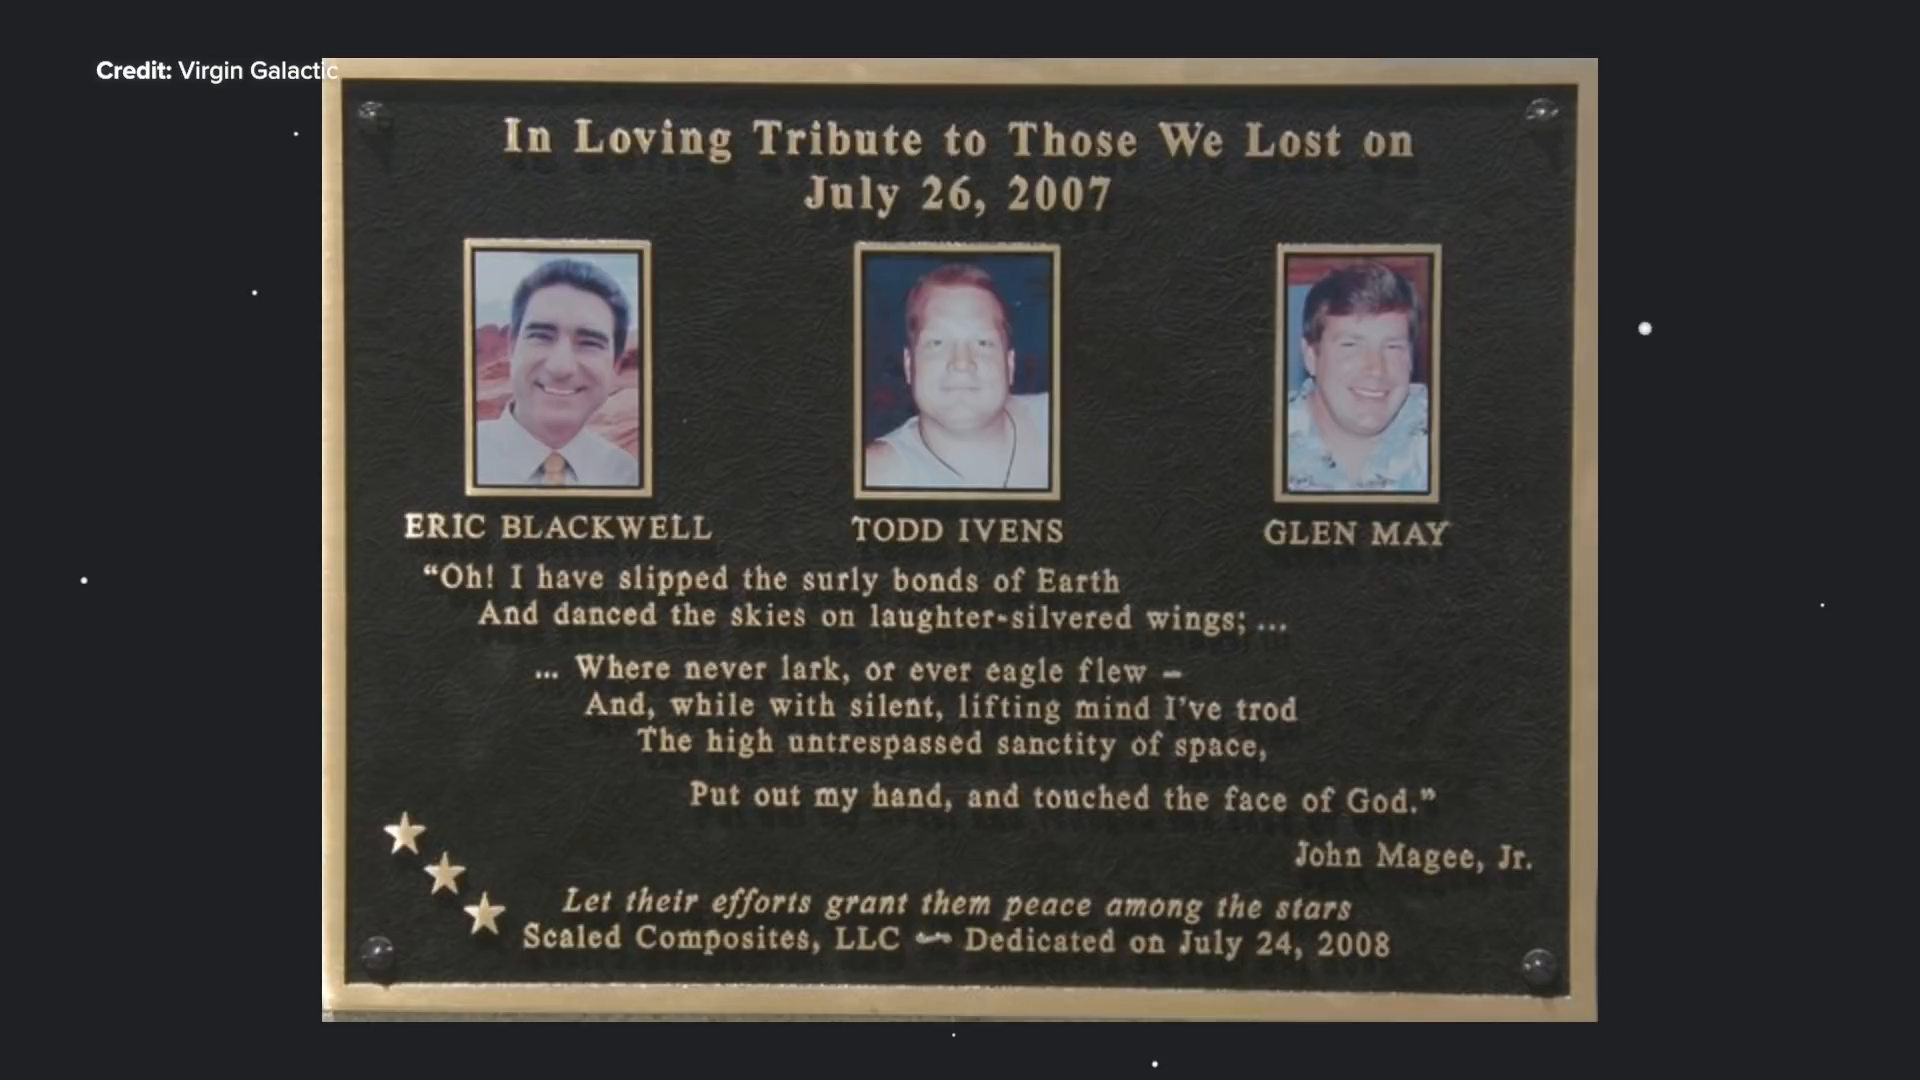 Credit: Virgin Galactic
In Loving Tribute to Those We Lost on
July 26, 2007
ERIC BLACKWELL
TODD IVENS
GLEN MAY
“Oh! I have slipped the surly bonds of Earth
And danced the skies on laughter-silvered wings; ...
... Where never lark, or ever eagle flew –
And, while with silent, lifting mind I've trod
The high untrespassed sanctity of space,
Put out my hand, and touched the face of God.”
John Magee, Jr.
Let their efforts grant them peace among the stars
Scaled Composites, LLC ~ Dedicated on July 24, 2008